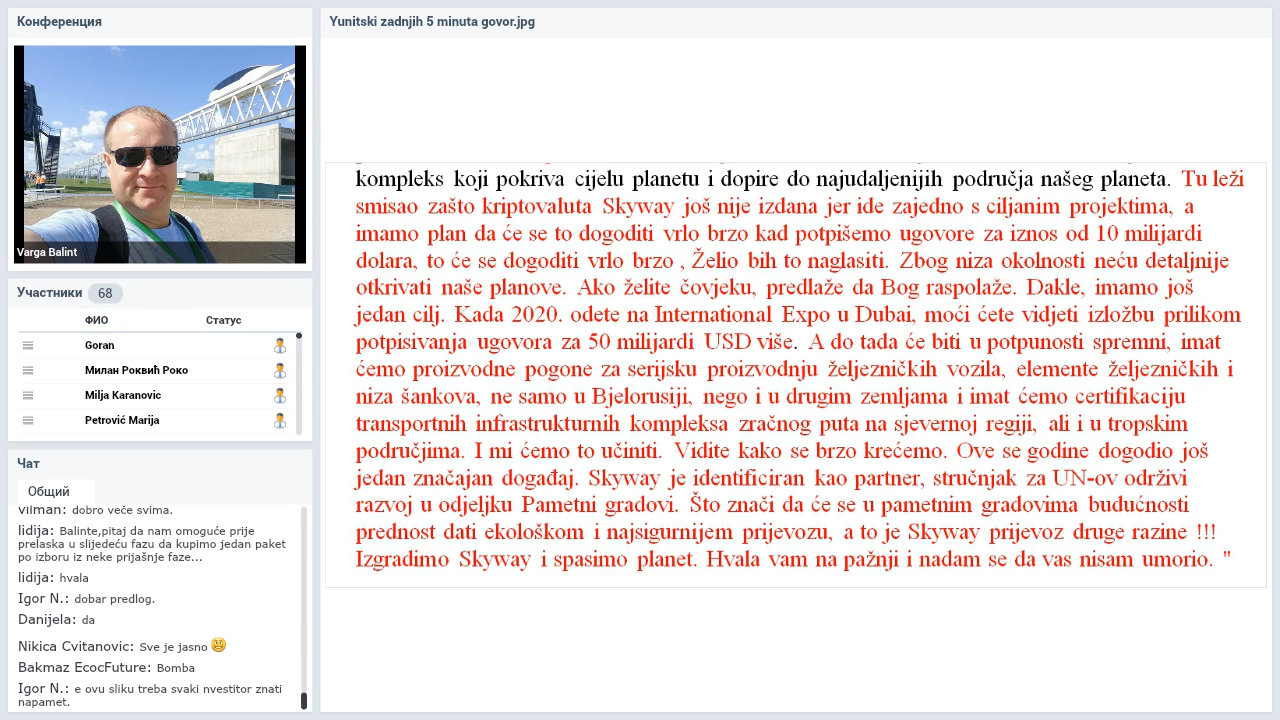 Конференция
Varga Balint
Участники 68
ФИО Статус
Goran
Милан Роквић Роко
Milja Karanovic
Petrović Marija
Чат
Общий
vilman: dobro veče svima.
lidija: Balinte,pitaj da nam omoguće prije
prelaska u slijedeću fazu da kupimo jedan paket
po izboru iz neke prijašnje faze...
lidija: hvala
Igor N.: dobar predlog.
Danijela: da
Nikica Cvitanovic: Sve je jasno
Bakmaz EcocFuture: Bomba
Igor N.: e ovu sliku treba svaki nvestitor znati
napamet.
Yunitski zadnjih 5 minuta govor.jpg
kompleks koji pokriva cijelu planetu i dopire do najudaljenijih područja našeg planeta. Tu leži
smisao zašto kriptovaluta Skyway još nije izdana jer ide zajedno s ciljanim projektima, a
imamo plan da će se to dogoditi vrlo brzo kad potpišemo ugovore za iznos od 10 milijardi
dolara, to će se dogoditi vrlo brzo , Želio bih to naglasiti. Zbog niza okolnosti neću detaljnije
otkrivati naše planove. Ako želite čovjeku, predlaže da Bog raspolaže. Dakle, imamo još
jedan cilj. Kada 2020. odete na International Expo u Dubai, moći ćete vidjeti izložbu prilikom
potpisivanja ugovora za 50 milijardi USD više. A do tada će biti u potpunosti spremni, imat
ćemo proizvodne pogone za serijsku proizvodnju željezničkih vozila, elemente željezničkih i
niza šankova, ne samo u Bjelorusiji, nego i u drugim zemljama i imat ćemo certifikaciju
transportnih infrastrukturnih kompleksa zračnog puta na sjevernoj regiji, ali i u tropskim
područjima. I mi ćemo to učiniti. Vidite kako se brzo krećemo. Ove se godine dogodio još
jedan značajan događaj. Skyway je identificiran kao partner, stručnjak za UN-ov održivi
razvoj u odjeljku Pametni gradovi. Što znači da će se u pametnim gradovima budućnosti
prednost dati ekološkom i najsigurnijem prijevozu, a to je Skyway prijevoz druge razine !!!
Izgradimo Skyway i spasimo planet. Hvala vam na pažnji i nadam se da vas nisam umorio. "